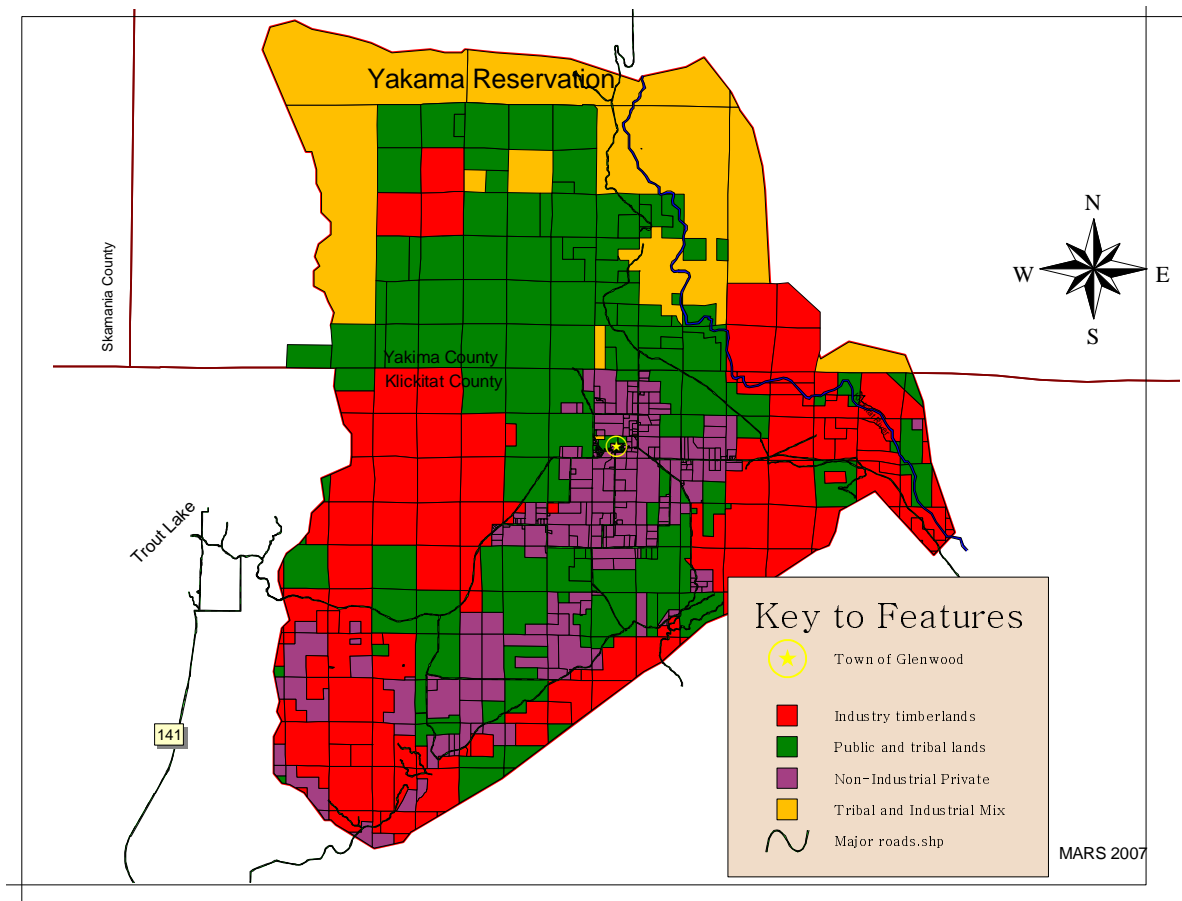 Yakama Reservation
N
W
E
S
Skamania County
Yakima County
Klickitat County
Trout Lake
141
Key to Features
Town of Glenwood
Industry timberlands
Public and tribal lands
Non-Industrial Private
Tribal and Industrial Mix
Major roads.shp
MARS 2007